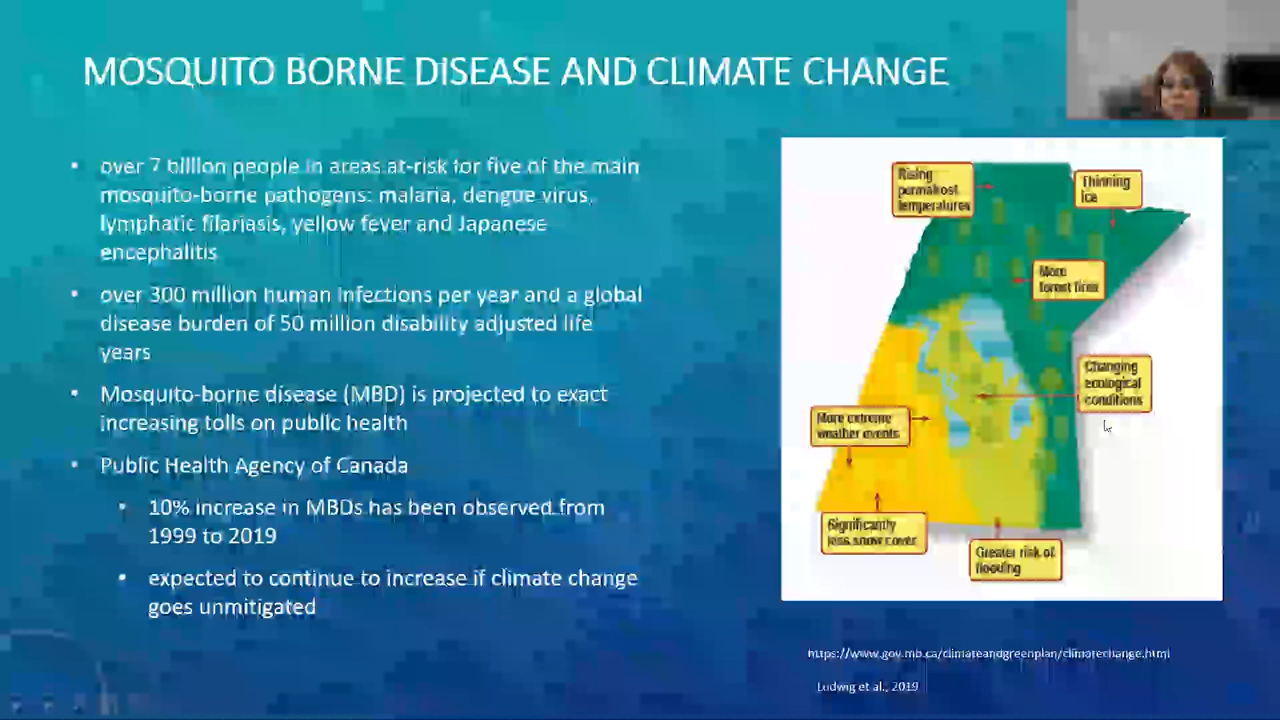 MOSQUITO BORNE DISEASE AND CLIMATE CHANGE
• over 7 billion people in areas at-risk for five of the main
mosquito-borne pathogens: malaria, dengue virus,
lymphatic filariasis, yellow fever and Japanese
encephalitis
• over 300 million human infections per year and a global
disease burden of 50 million disability adjusted life
years
• Mosquito-borne disease (MBD) is projected to exact
increasing tolls on public health
• Public Health Agency of Canada
• 10% increase in MBDs has been observed from
1999 to 2019
• expected to continue to increase if climate change
goes unmitigated
Rising
permafrost
temperatures
Thinning
ice
More
forest fires
Changing
ecological
conditions
More extreme
weather events
Significantly
less snow cover
Greater risk of
flooding
https://www.gov.mb.ca/climateandgreenplan/climatechange.html
Ludwig et al., 2019